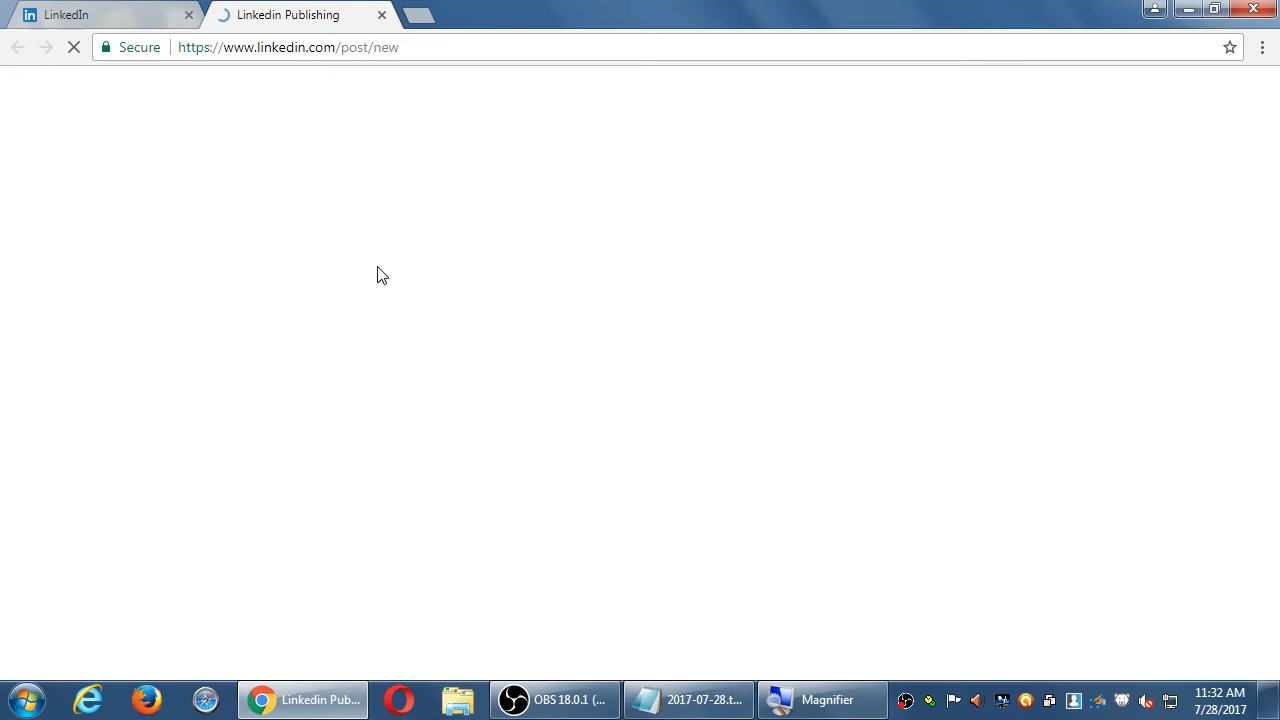 LinkedIn
Linkedin Publishing
Secure
https://www.linkedin.com/post/new
Linkedin Pub...
OBS 18.0.1 (...
2017-07-28.t...
Magnifier
11:32 AM
7/28/2017